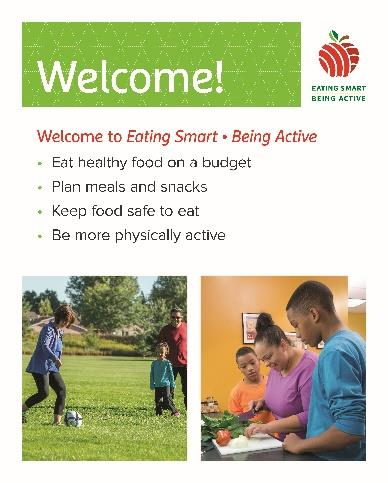 Welcome!
EATING SMART
BEING ACTIVE
Welcome to Eating Smart • Being Active
• Eat healthy food on a budget
• Plan meals and snacks
• Keep food safe to eat
• Be more physically active